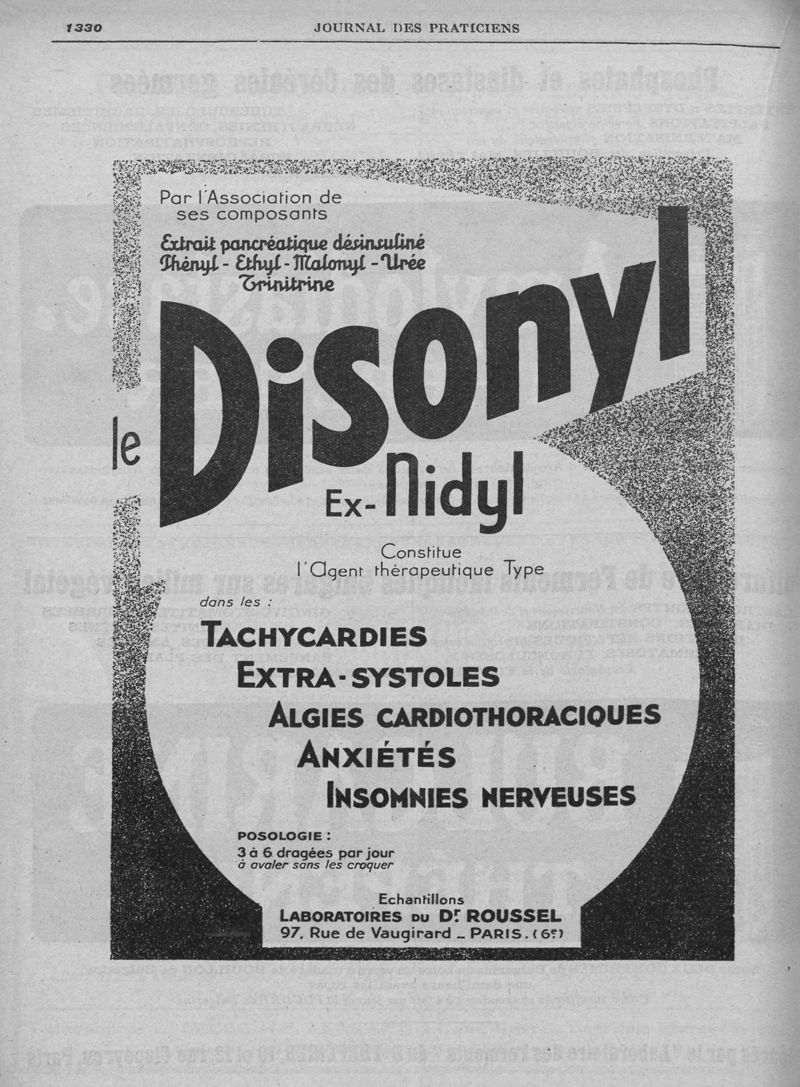 1330
JOURNAL DES PRATICIENS
Par l'Association de
ses composants
Extrait pancréatique désinsuliné
Phényl - Ethyl - Malonyl - Urée
Trinitrine
le Disonyl
Ex-Nidyl
Constitue
l'Agent thérapeutique Type
dans les :
TACHYCARDIES
EXTRA-SYSTOLES
ALGIES CARDIOTHORACIQUES
ANXIÉTÉS
INSOMNIES NERVEUSES
POSOLOGIE :
3 à 6 dragées par jour
à avaler sans les croquer
Echantillons
LABORATOIRES DU Dr ROUSSEL
97, Rue de Vaugirard _ PARIS. (6e)